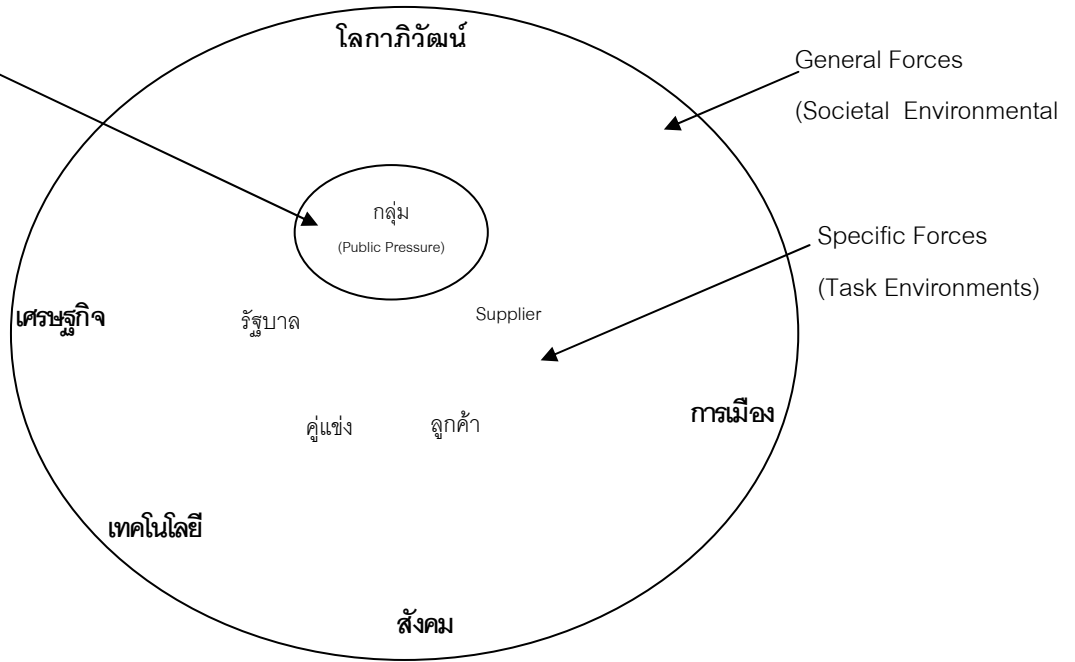 โลกาภิวัฒน์
General Forces
(Societal Environmental
กลุ่ม
(Public Pressure)
Specific Forces
(Task Environments)
เศรษฐกิจ
รัฐบาล
Supplier
การเมือง
คู่แข่ง
ลูกค้า
เทคโนโลยี
สังคม